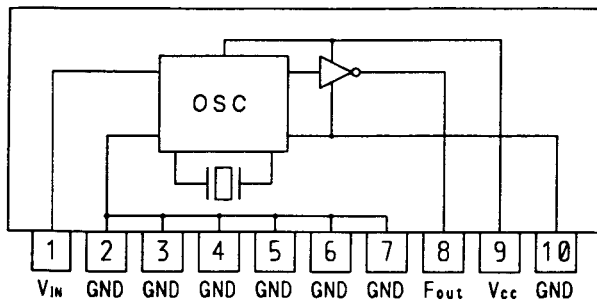 OSC
1 2 3 4 5 6 7 8 9 10
VIN GND GND GND GND GND GND Fout Vcc GND